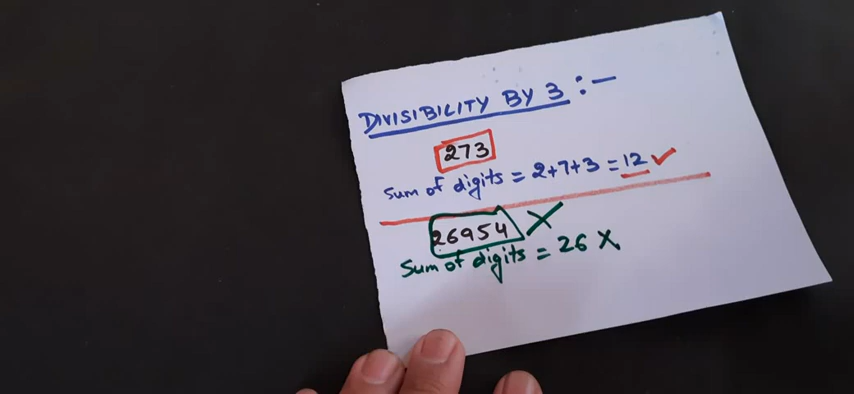 DIVISIBILITY BY 3 :-
273
Sum of digits = 2+7+3 = 12 ✓
26954 X
Sum of digits = 26 X